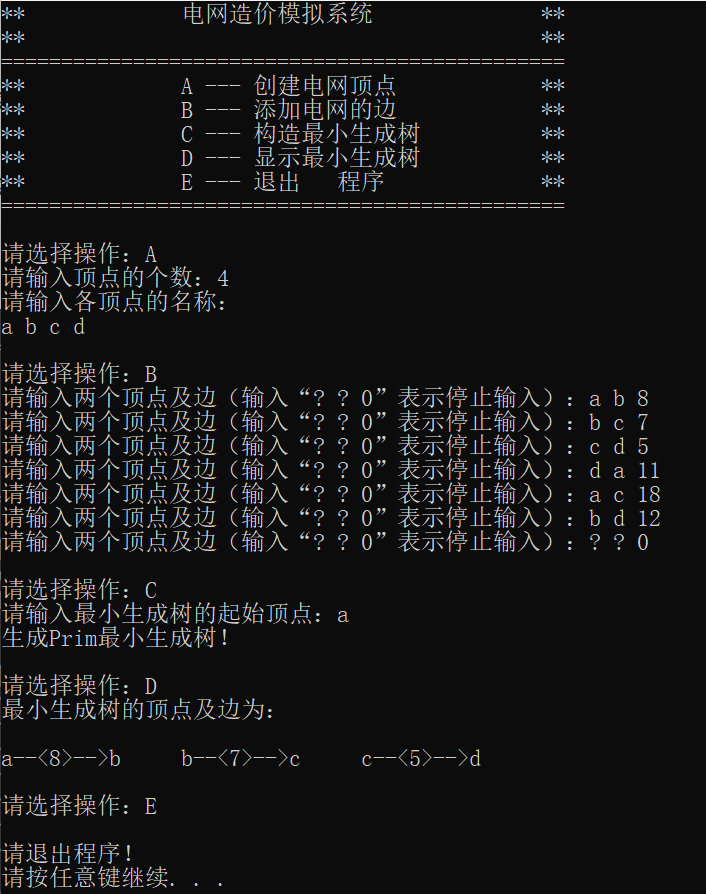 **             电网造价模拟系统              **
**                                           **
===============================================
**             A --- 创建电网顶点            **
**             B --- 添加电网的边            **
**             C --- 构造最小生成树          **
**             D --- 显示最小生成树          **
**             E --- 退出   程序             **
===============================================
请选择操作：A
请输入顶点的个数：4
请输入各顶点的名称：
a b c d
请选择操作：B
请输入两个顶点及边（输入“? ? 0”表示停止输入）：a b 8
请输入两个顶点及边（输入“? ? 0”表示停止输入）：b c 7
请输入两个顶点及边（输入“? ? 0”表示停止输入）：c d 5
请输入两个顶点及边（输入“? ? 0”表示停止输入）：d a 11
请输入两个顶点及边（输入“? ? 0”表示停止输入）：a c 18
请输入两个顶点及边（输入“? ? 0”表示停止输入）：b d 12
请输入两个顶点及边（输入“? ? 0”表示停止输入）：? ? 0
请选择操作：C
请输入最小生成树的起始顶点：a
生成Prim最小生成树！
请选择操作：D
最小生成树的顶点及边为：
a--<8>-->b     b--<7>-->c     c--<5>-->d
请选择操作：E
请退出程序！
请按任意键继续. . .